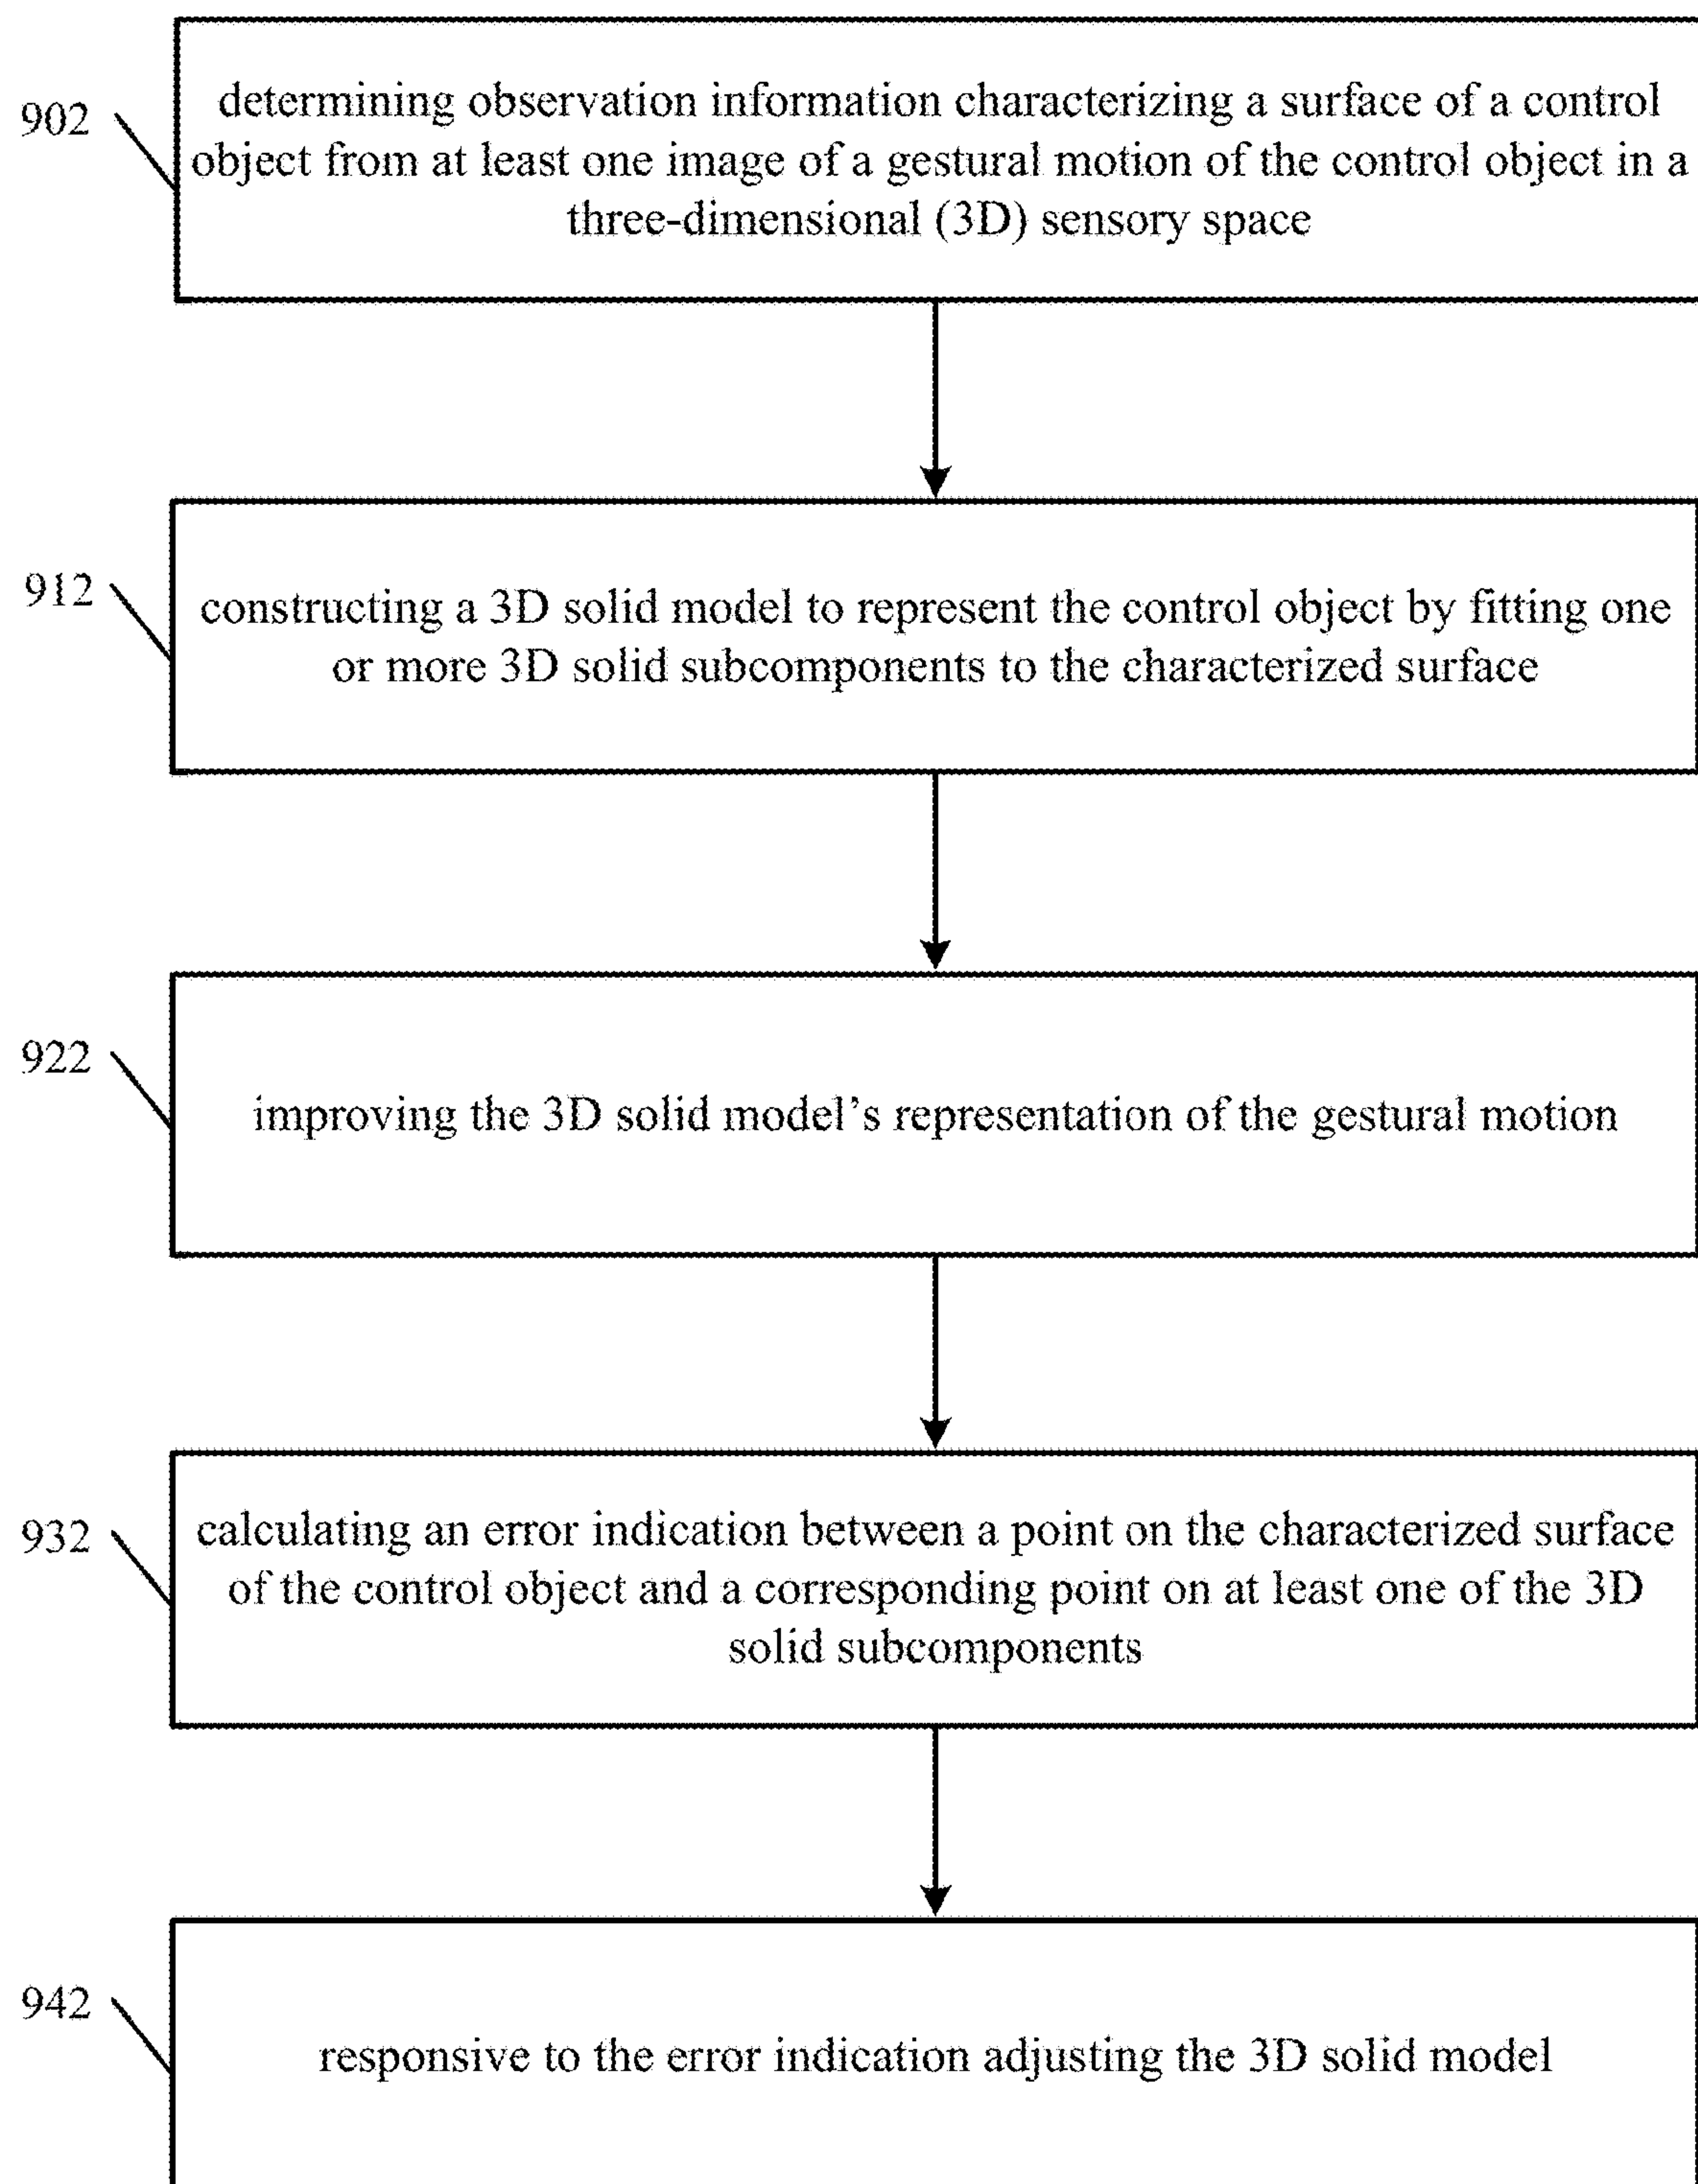 902
determining observation information characterizing a surface of a control
object from at least one image of a gestural motion of the control object in a
three-dimensional (3D) sensory space
912
constructing a 3D solid model to represent the control object by fitting one
or more 3D solid subcomponents to the characterized surface
922
improving the 3D solid model’s representation of the gestural motion
932
calculating an error indication between a point on the characterized surface
of the control object and a corresponding point on at least one of the 3D
solid subcomponents
942
responsive to the error indication adjusting the 3D solid model